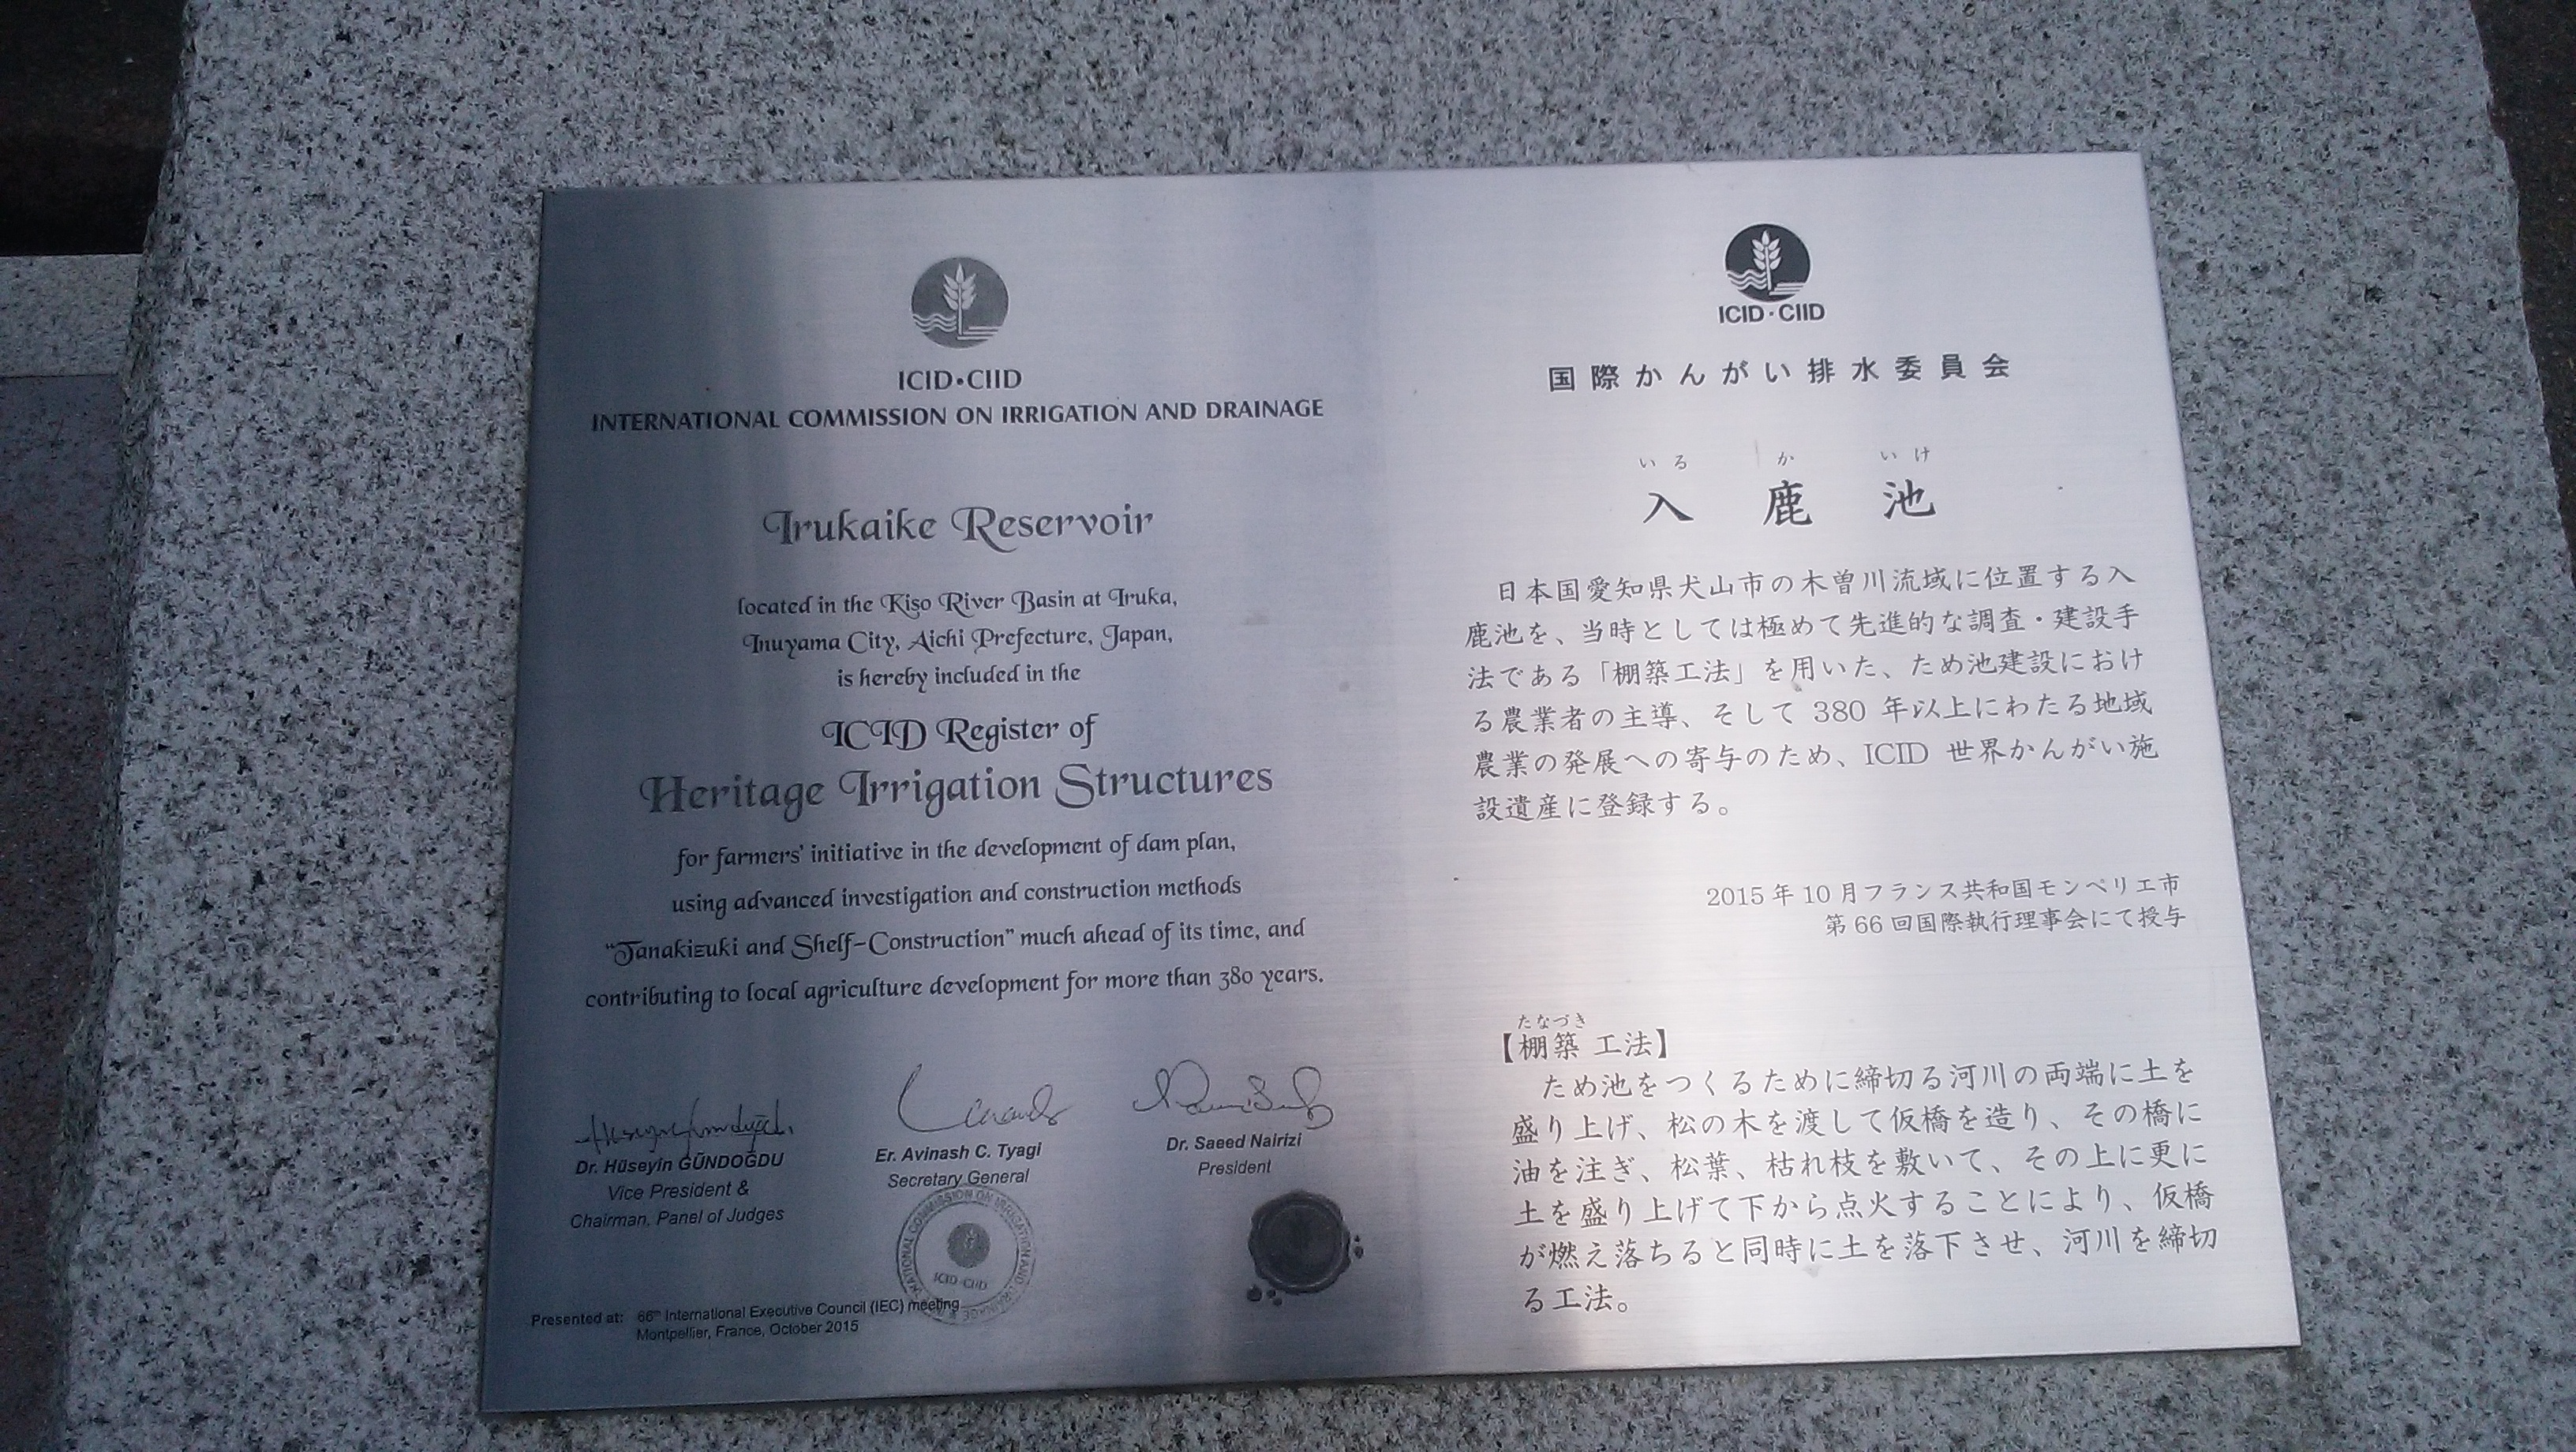 ICID•CIID
INTERNATIONAL COMMISSION ON IRRIGATION AND DRAINAGE
Irukaike Reservoir
located in the Kiso River Basin at Iruka,
Inuyama City, Aichi Prefecture, Japan,
is hereby included in the
ICID Register of
Heritage Irrigation Structures
for farmers' initiative in the development of dam plan,
using advanced investigation and construction methods
"Tanakizuki and Shelf-Construction" much ahead of its time, and
contributing to local agriculture development for more than 380 years.
Dr. Hüseyin GÜNDOĞDU
Vice President &
Chairman, Panel of Judges
Er. Avinash C. Tyagi
Secretary General
Dr. Saeed Nairizi
President
ICID-CIID
Presented at: 66th International Executive Council (IEC) meeting
Montpellier, France, October 2015
ICID・CIID
国際かんがい排水委員会
いる か いけ
入 鹿 池
日本国愛知県犬山市の木曽川流域に位置する入
鹿池を、当時としては極めて先進的な調査・建設手
法である「棚築工法」を用いた、ため池建設におけ
る農業者の主導、そして 380 年以上にわたる地域
農業の発展への寄与のため、ICID 世界かんがい施
設遺産に登録する。
2015 年 10 月フランス共和国モンペリエ市
第 66 回国際執行理事会にて授与
たなづき
【棚築 工法】
ため池をつくるために締切る河川の両端に土を
盛り上げ、松の木を渡して仮橋を造り、その橋に
油を注ぎ、松葉、枯れ枝を敷いて、その上に更に
土を盛り上げて下から点火することにより、仮橋
が燃え落ちると同時に土を落下させ、河川を締切
る工法。